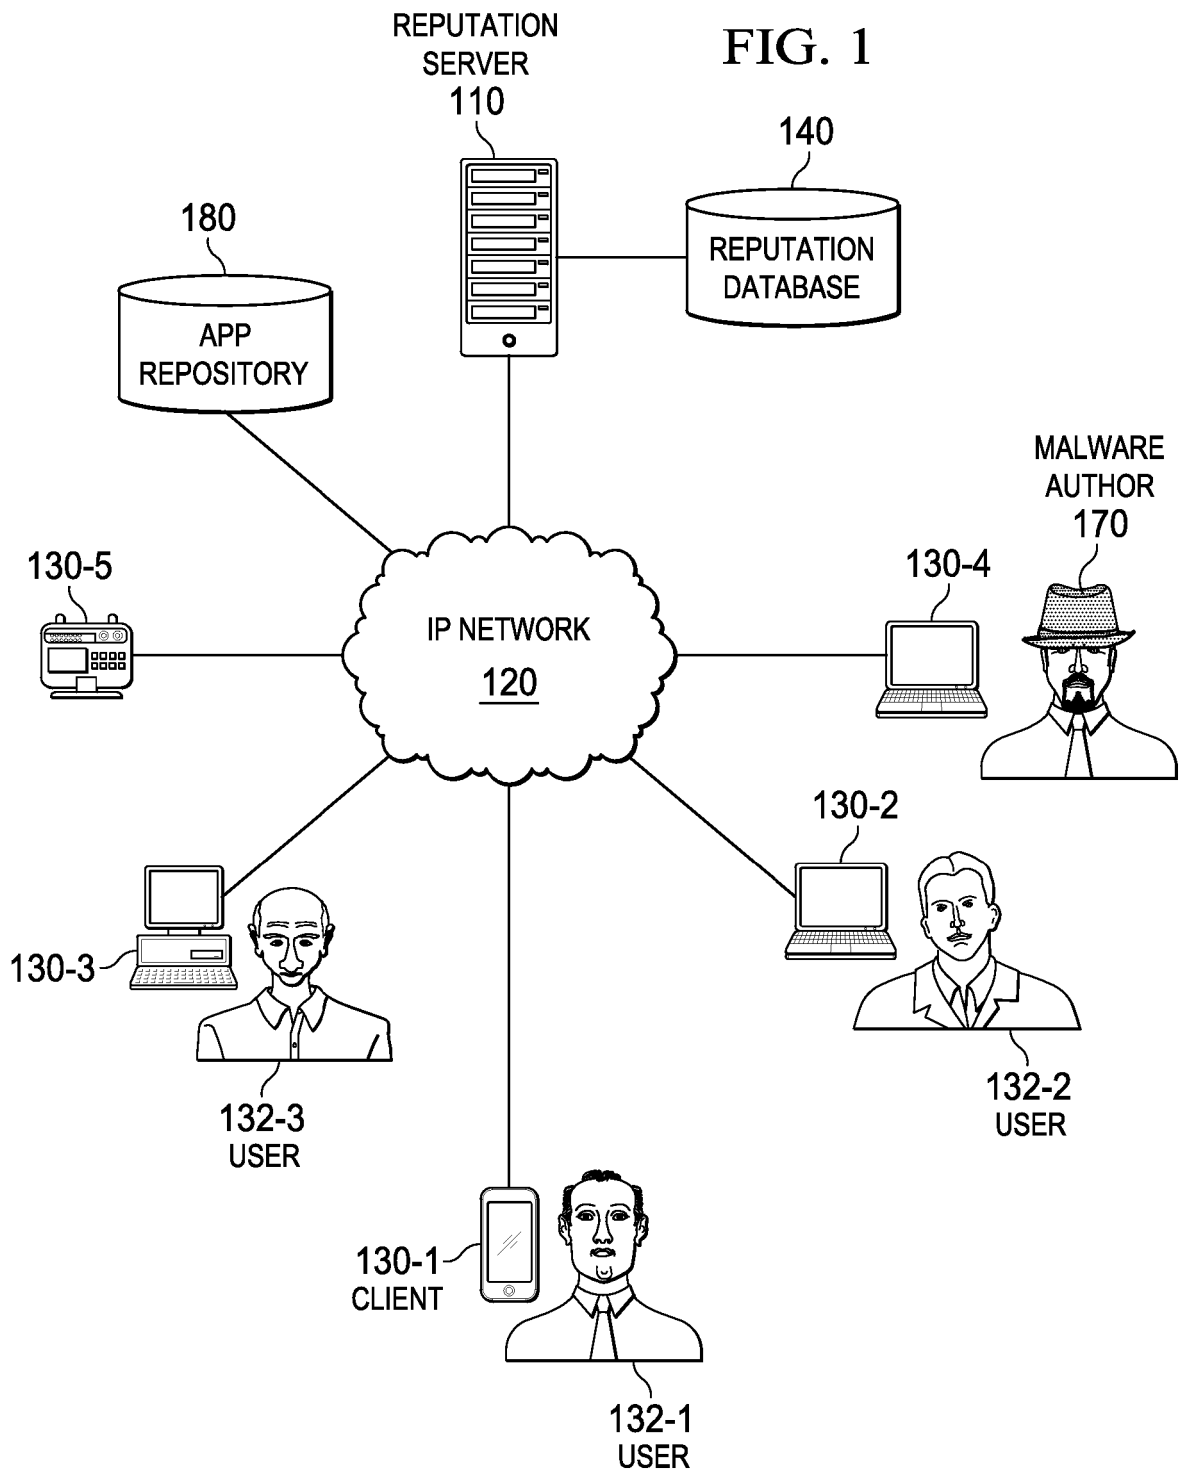 REPUTATION
SERVER
110
FIG. 1
140
REPUTATION
DATABASE
180
APP
REPOSITORY
MALWARE
AUTHOR
170
130-5
130-4
IP NETWORK
120
130-2
130-3
132-3
USER
132-2
USER
130-1
CLIENT
132-1
USER